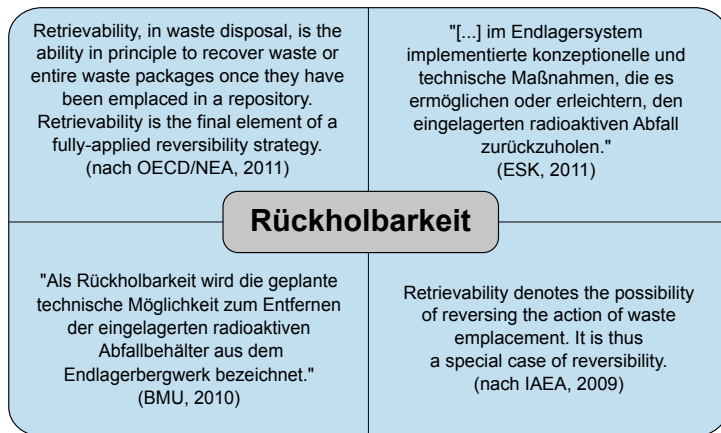 Retrievability, in waste disposal, is the
ability in principle to recover waste or
entire waste packages once they have
been emplaced in a repository.
Retrievability is the final element of a
fully-applied reversibility strategy.
(nach OECD/NEA, 2011)
"[...] im Endlagersystem
implementierte konzeptionelle und
technische Maßnahmen, die es
ermöglichen oder erleichtern, den
eingelagerten radioaktiven Abfall
zurückzuholen."
(ESK, 2011)
Rückholbarkeit
"Als Rückholbarkeit wird die geplante
technische Möglichkeit zum Entfernen
der eingelagerten radioaktiven
Abfallbehälter aus dem
Endlagerbergwerk bezeichnet."
(BMU, 2010)
Retrievability denotes the possibility
of reversing the action of waste
emplacement. It is thus
a special case of reversibility.
(nach IAEA, 2009)